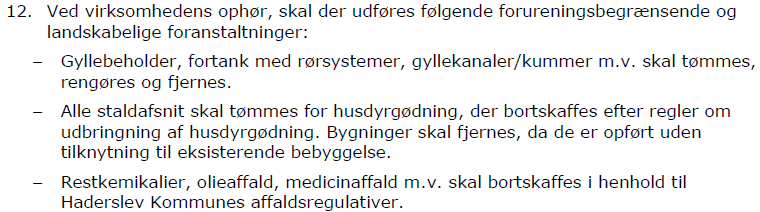 12. Ved virksomhedens ophør, skal der udføres følgende forureningsbegrænsende og
landskabelige foranstaltninger:
– Gyllebeholder, fortank med rørsystemer, gyllekanaler/kummer m.v. skal tømmes,
rengøres og fjernes.
– Alle staldafsnit skal tømmes for husdyrgødning, der bortskaffes efter regler om
udbringning af husdyrgødning. Bygninger skal fjernes, da de er opført uden
tilknytning til eksisterende bebyggelse.
– Restkemikalier, olieaffald, medicinaffald m.v. skal bortskaffes i henhold til
Haderslev Kommunes affaldsregulativer.